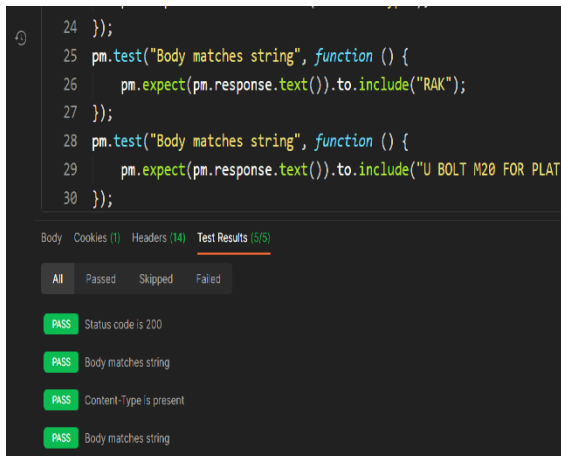 24 });
25 pm.test("Body matches string", function () {
26 pm.expect(pm.response.text()).to.include("RAK");
27 });
28 pm.test("Body matches string", function () {
29 pm.expect(pm.response.text()).to.include("U BOLT M20 FOR PLAT
30 });
Body Cookies (1) Headers (14) Test Results (5/5)
All Passed Skipped Failed
PASS Status code is 200
PASS Body matches string
PASS Content-Type is present
PASS Body matches string